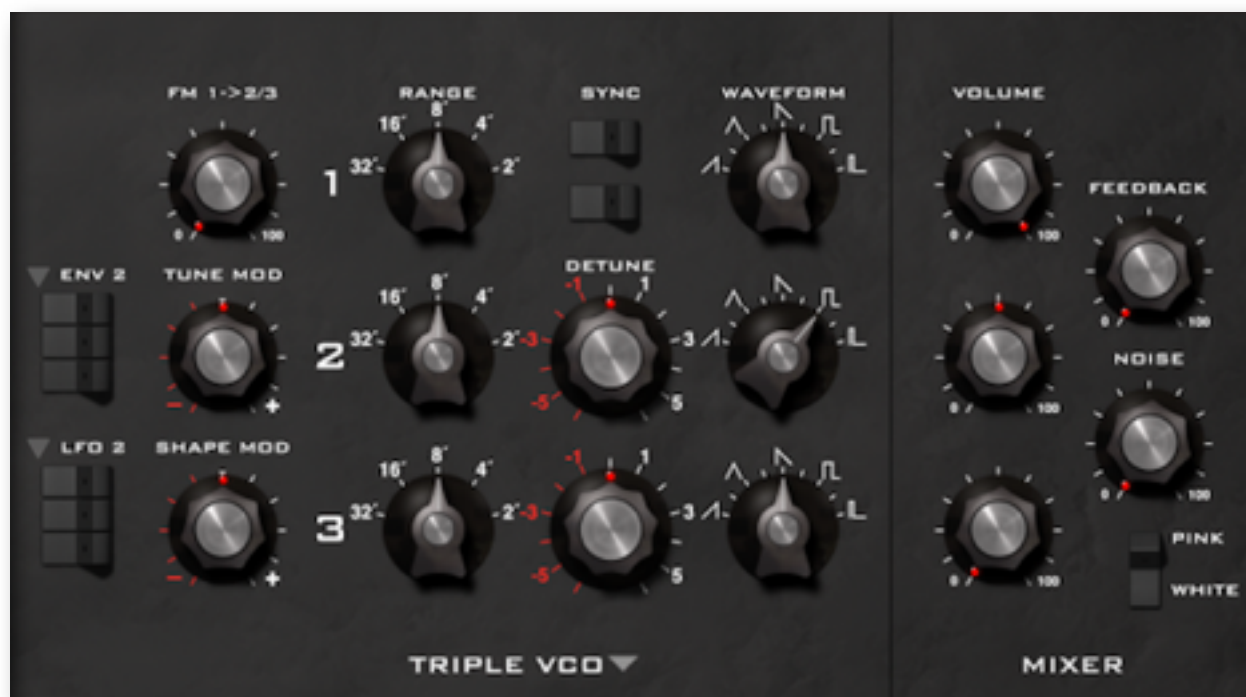 FM 1->2/3 RANGE SYNC WAVEFORM VOLUME
16' 8' 4'
32' 2'
1
0 100
0 100
FEEDBACK
0 100
ENV 2 TUNE MOD DETUNE
16' 8' 4' -1 1
32' 2' -3 3
2
- + -5 5
0 100
NOISE
0 100
LFO 2 SHAPE MOD
16' 8' 4' -1 1
32' 2' -3 3
3
- + -5 5
0 100
PINK
WHITE
TRIPLE VCO MIXER